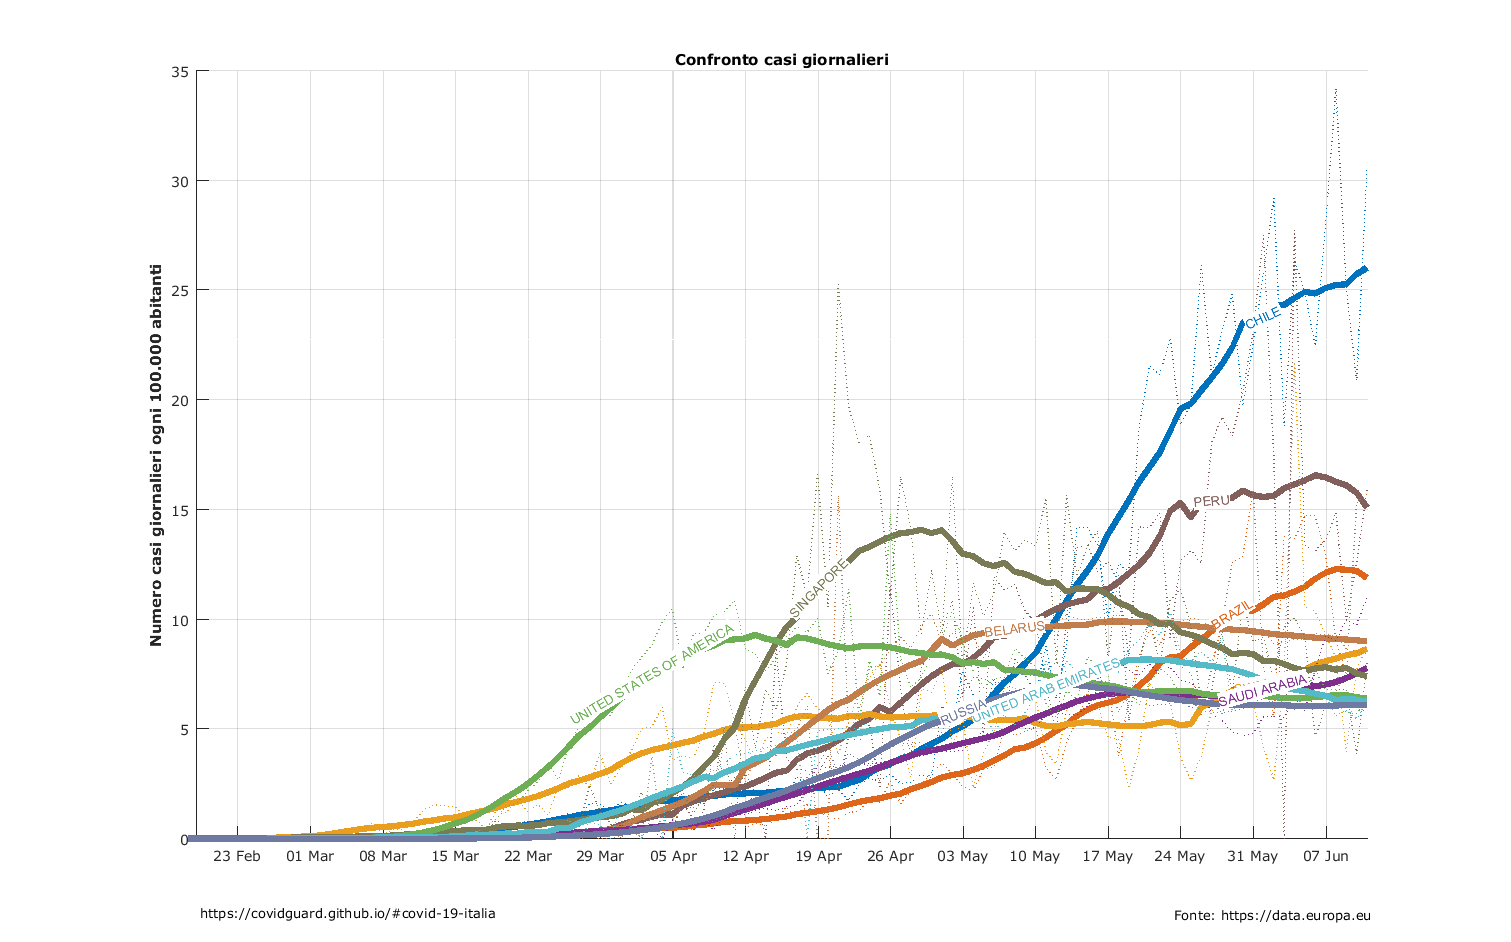 Confronto casi giornalieri
Numero casi giornalieri ogni 100.000 abitanti
35
30
25
20
15
10
5
0
CHILE
PERU
SINGAPORE
BRAZIL
BELARUS
UNITED STATES OF AMERICA
UNITED ARAB EMIRATES
SAUDI ARABIA
RUSSIA
23 Feb 01 Mar 08 Mar 15 Mar 22 Mar 29 Mar 05 Apr 12 Apr 19 Apr 26 Apr 03 May 10 May 17 May 24 May 31 May 07 Jun
https://covidguard.github.io/#covid-19-italia
Fonte: https://data.europa.eu